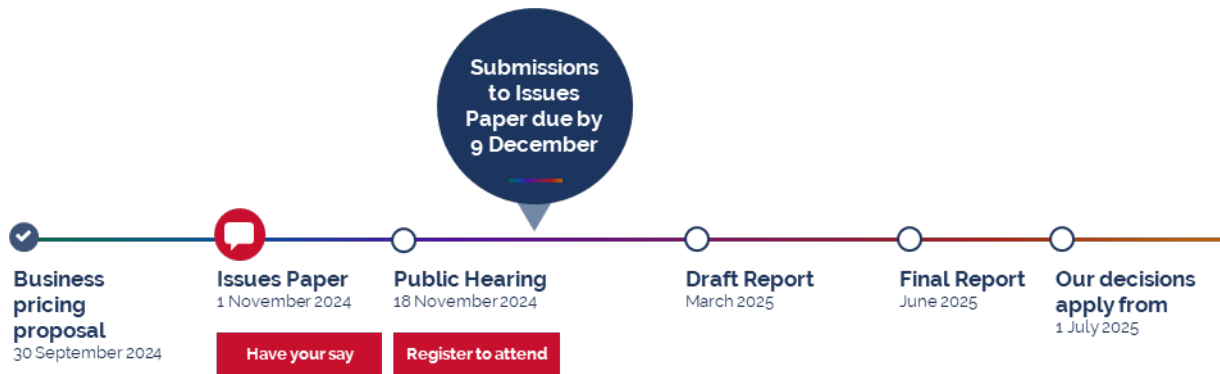 Submissions
to Issues
Paper due by
9 December
Business
pricing
proposal
30 September 2024
Issues Paper
1 November 2024
Have your say
Public Hearing
18 November 2024
Register to attend
Draft Report
March 2025
Final Report
June 2025
Our decisions
apply from
1 July 2025